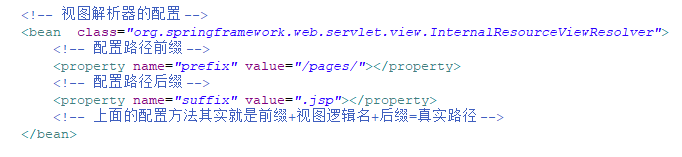 <!-- 视图解析器的配置 -->
<bean  class="org.springframework.web.servlet.view.InternalResourceViewResolver">
<!-- 配置路径前缀 -->
<property name="prefix" value="/pages/"></property>
<!-- 配置路径后缀 -->
<property name="suffix" value=".jsp"></property>
<!-- 上面的配置方法其实就是前缀+视图逻辑名+后缀=真实路径 -->
</bean>